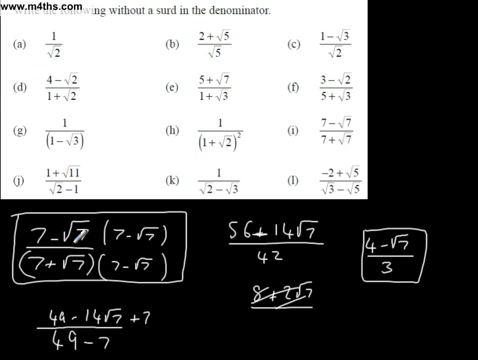 www.m4ths.com
Write the following without a surd in the denominator.
(a) 1/√2 (b) (2 + √5)/√5 (c) (1 − √3)/√2
(d) (4 − √2)/(1 + √2) (e) (5 + √7)/(1 + √3) (f) (3 − √2)/(5 + √3)
(g) 1/(1 − √3) (h) 1/(1 + √2)² (i) (7 − √7)/(7 + √7)
(j) (1 + √11)/(√2 − 1) (k) 1/(√2 − √3) (l) (−2 + √5)/(√3 − √5)
7 − √7 (7 − √7)
(7 + √7) (7 − √7)
49 − 14√7 + 7
49 − 7
56 − 14√7
42
8 + 2√7
4 − √7
3